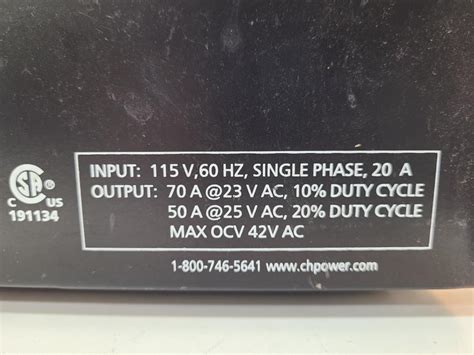 INPUT: 115 V,60 HZ, SINGLE PHASE, 20 A
OUTPUT: 70 A @23 V AC, 10% DUTY CYCLE
50 A @25 V AC, 20% DUTY CYCLE
MAX OCV 42V AC
CSA
®
C US
191134
1-800-746-5641 www.chpower.com